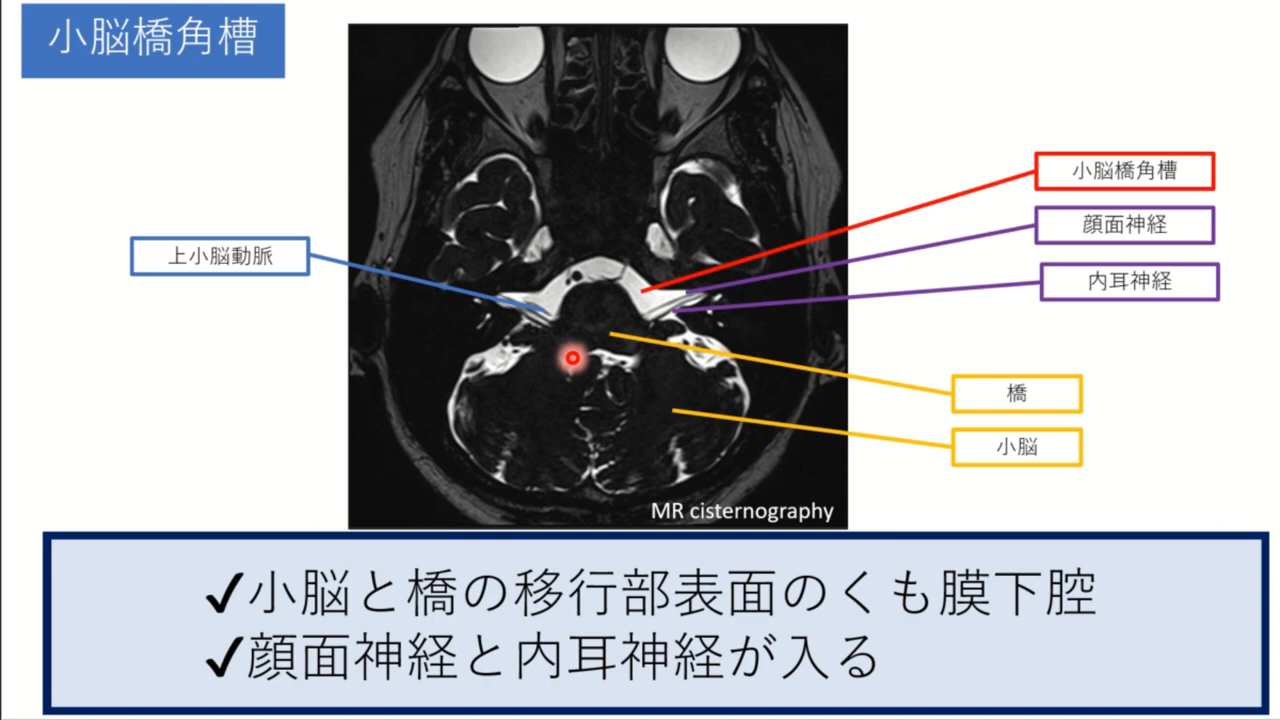 小脳橋角槽
小脳橋角槽
顔面神経
上小脳動脈
内耳神経
橋
小脳
MR cisternography
✓小脳と橋の移行部表面のくも膜下腔
✓顔面神経と内耳神経が入る